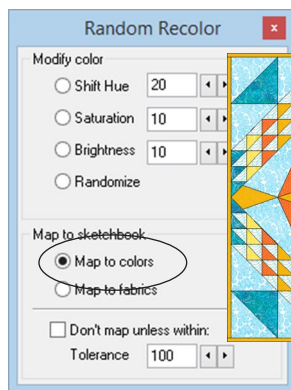 Random Recolor x
Modify color
Shift Hue 20
Saturation 10
Brightness 10
Randomize
Map to sketchbook
Map to colors
Map to fabrics
Don't map unless within:
Tolerance 100